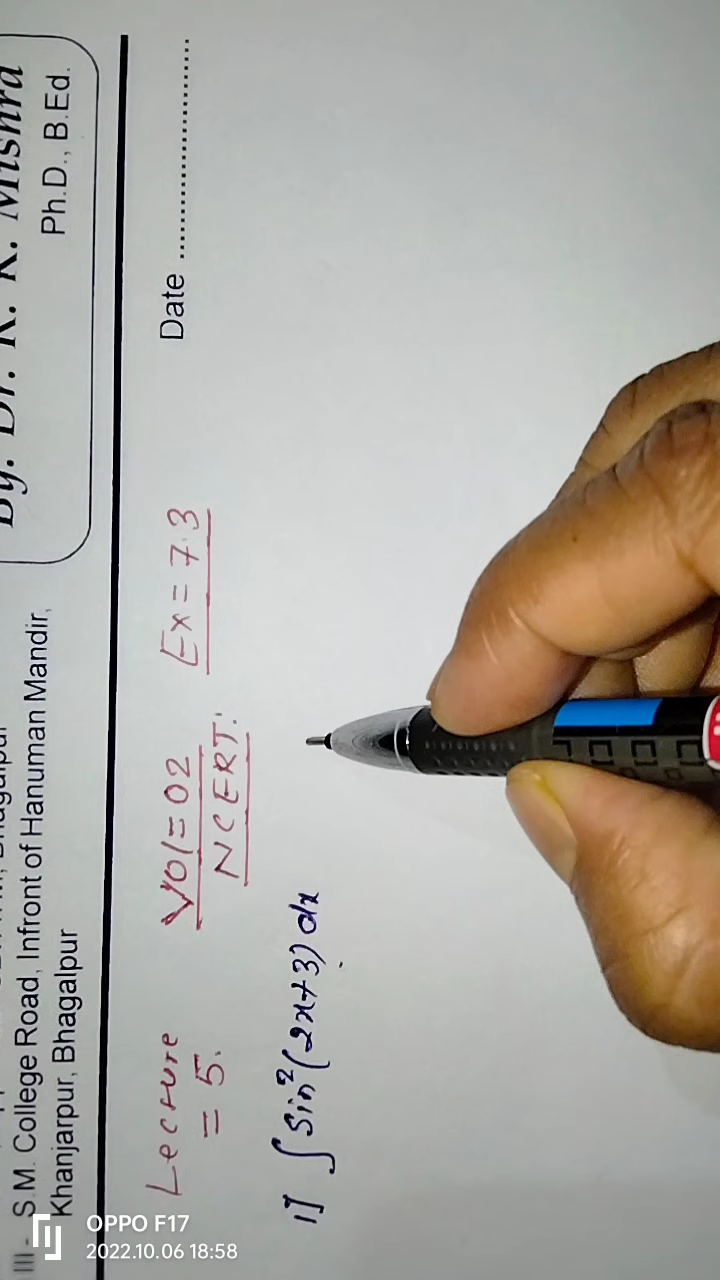 By. Dr. K. K. Mishra
Ph.D., B.Ed.
S.M. College Road, Infront of Hanuman Mandir,
Khanjarpur, Bhagalpur
Date ........................
Lecture = 5. Vol = 02 NCERT. Ex = 7.3
1] ∫ Sin²(2x+3) dx
OPPO F17
2022.10.06 18:58